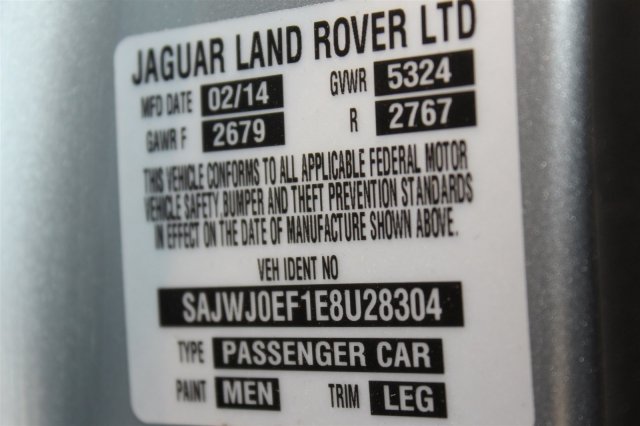 JAGUAR LAND ROVER LTD
MFD DATE 02/14 GVWR 5324
GAWR F 2679 R 2767
THIS VEHICLE CONFORMS TO ALL APPLICABLE FEDERAL MOTOR
VEHICLE SAFETY, BUMPER AND THEFT PREVENTION STANDARDS
IN EFFECT ON THE DATE OF MANUFACTURE SHOWN ABOVE.
VEH IDENT NO
SAJWJ0EF1E8U28304
TYPE PASSENGER CAR
PAINT MEN TRIM LEG